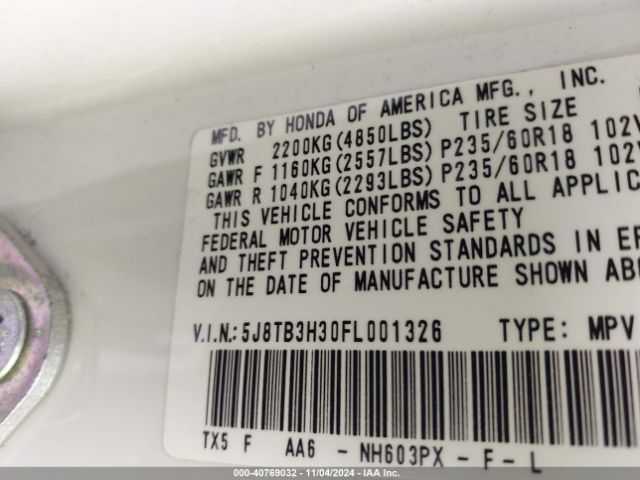 MFD. BY HONDA OF AMERICA MFG., INC.
GVWR 2200KG(4850LBS) TIRE SIZE
GAWR F 1160KG(2557LBS) P235/60R18 102V
GAWR R 1040KG(2293LBS) P235/60R18 102V
THIS VEHICLE CONFORMS TO ALL APPLIC
FEDERAL MOTOR VEHICLE SAFETY
AND THEFT PREVENTION STANDARDS IN EF
ON THE DATE OF MANUFACTURE SHOWN ABO
V.I.N.: 5J8TB3H30FL001326 TYPE: MPV
TX5 F AA6 - NH603PX - F - L
000-40769032 - 11/04/2024 - IAA Inc.